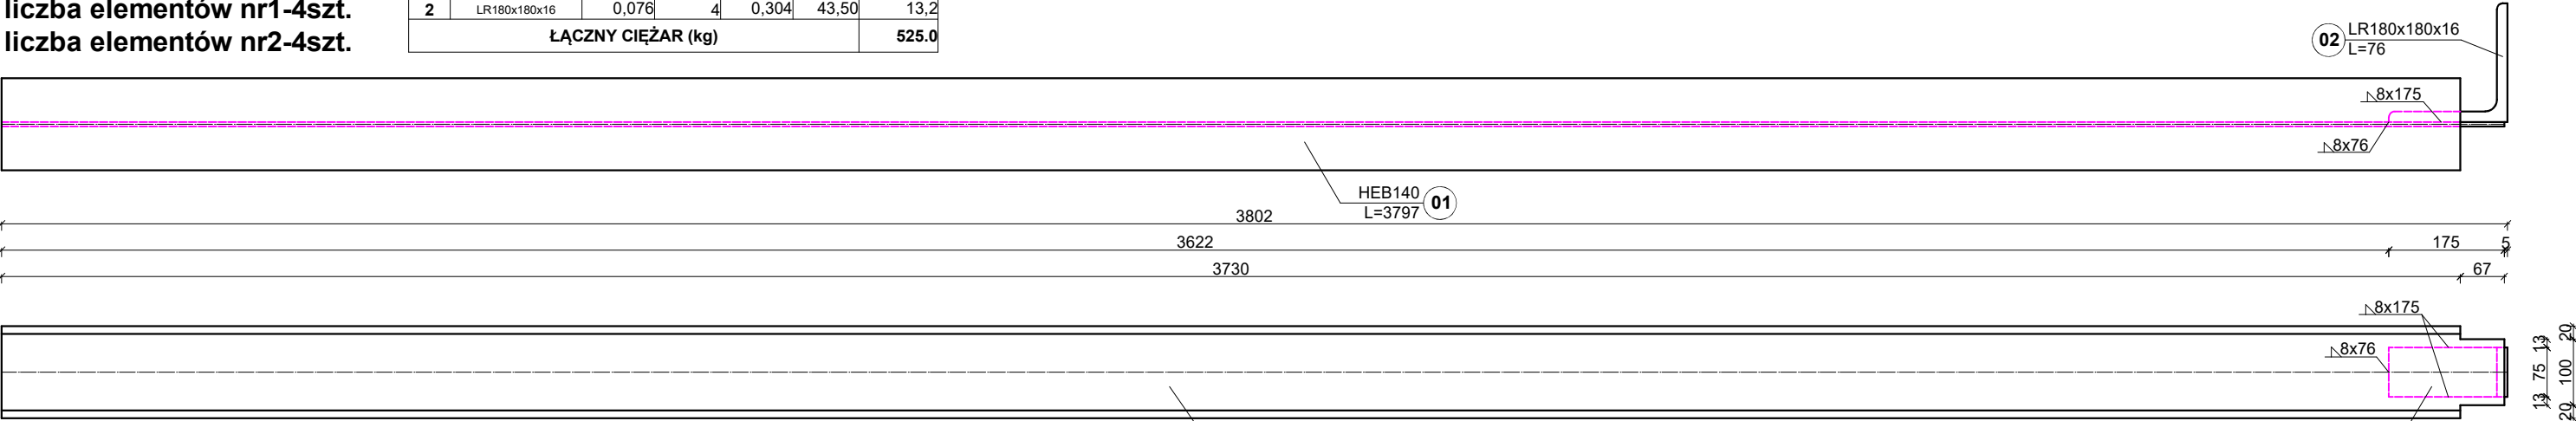 liczba elementów nr1-4szt.
liczba elementów nr2-4szt.
2 LR180x180x16 0,076 4 0,304 43,50 13,2
ŁĄCZNY CIĘŻAR (kg) 525.0
02 LR180x180x16
L=76
8x175
8x76
HEB140
L=3797 01
3802
3622 175 5
3730 67
8x175
8x76
13 75 13
20 100 20